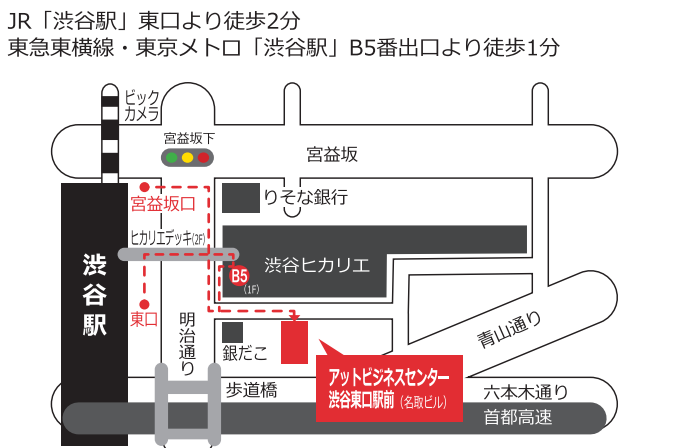 JR「渋谷駅」東口より徒歩2分
東急東横線・東京メトロ「渋谷駅」B5番出口より徒歩1分
ビック
カメラ
宮益坂下
宮益坂
宮益坂口
りそな銀行
ヒカリエデッキ(2F)
渋谷ヒカリエ
B5
(1F)
渋谷駅
東口
明治通り
銀だこ
青山通り
アットビジネスセンター
渋谷東口駅前(名取ビル)
歩道橋
六本木通り
首都高速